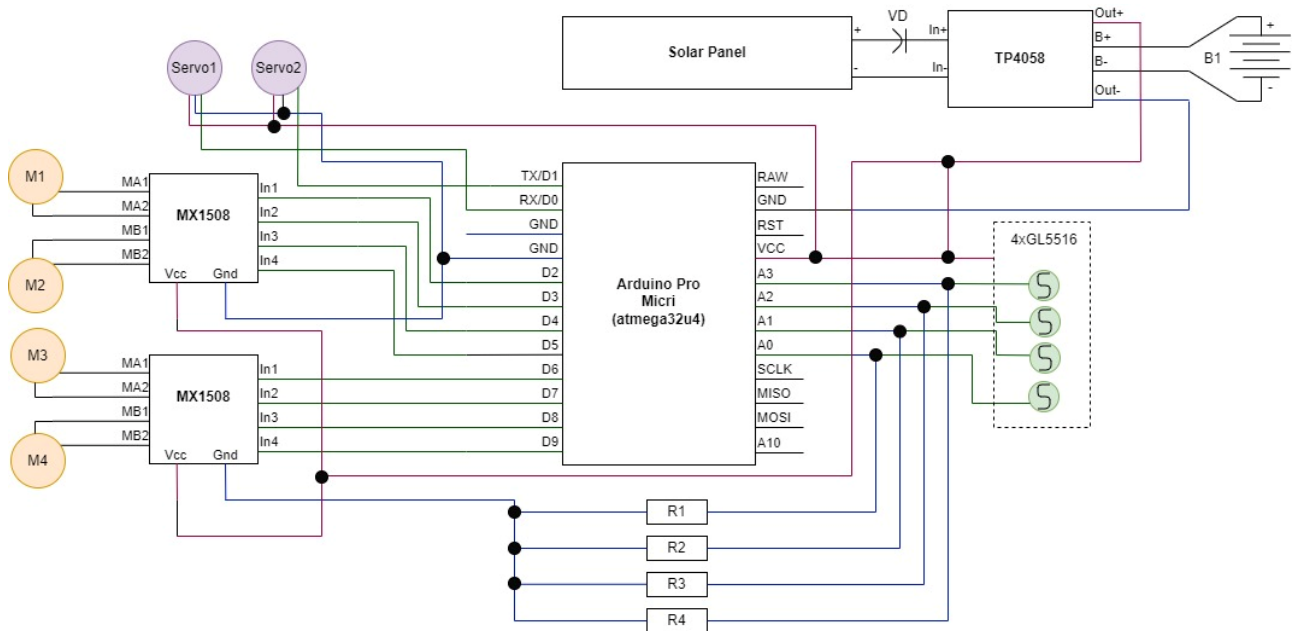 VD
Out+
Solar Panel
+
In+
B+
+
TP4058
B1
-
In-
B-
-
Out-
Servo1
Servo2
M1
MA1
MA2
MB1
MB2
MX1508
Vcc
Gnd
In1
In2
In3
In4
M2
TX/D1
RX/D0
GND
GND
D2
D3
D4
D5
D6
D7
D8
D9
Arduino Pro
Micri
(atmega32u4)
RAW
GND
RST
VCC
A3
A2
A1
A0
SCLK
MISO
MOSI
A10
4xGL5516
M3
MA1
MA2
MB1
MB2
MX1508
Vcc
Gnd
In1
In2
In3
In4
M4
R1
R2
R3
R4